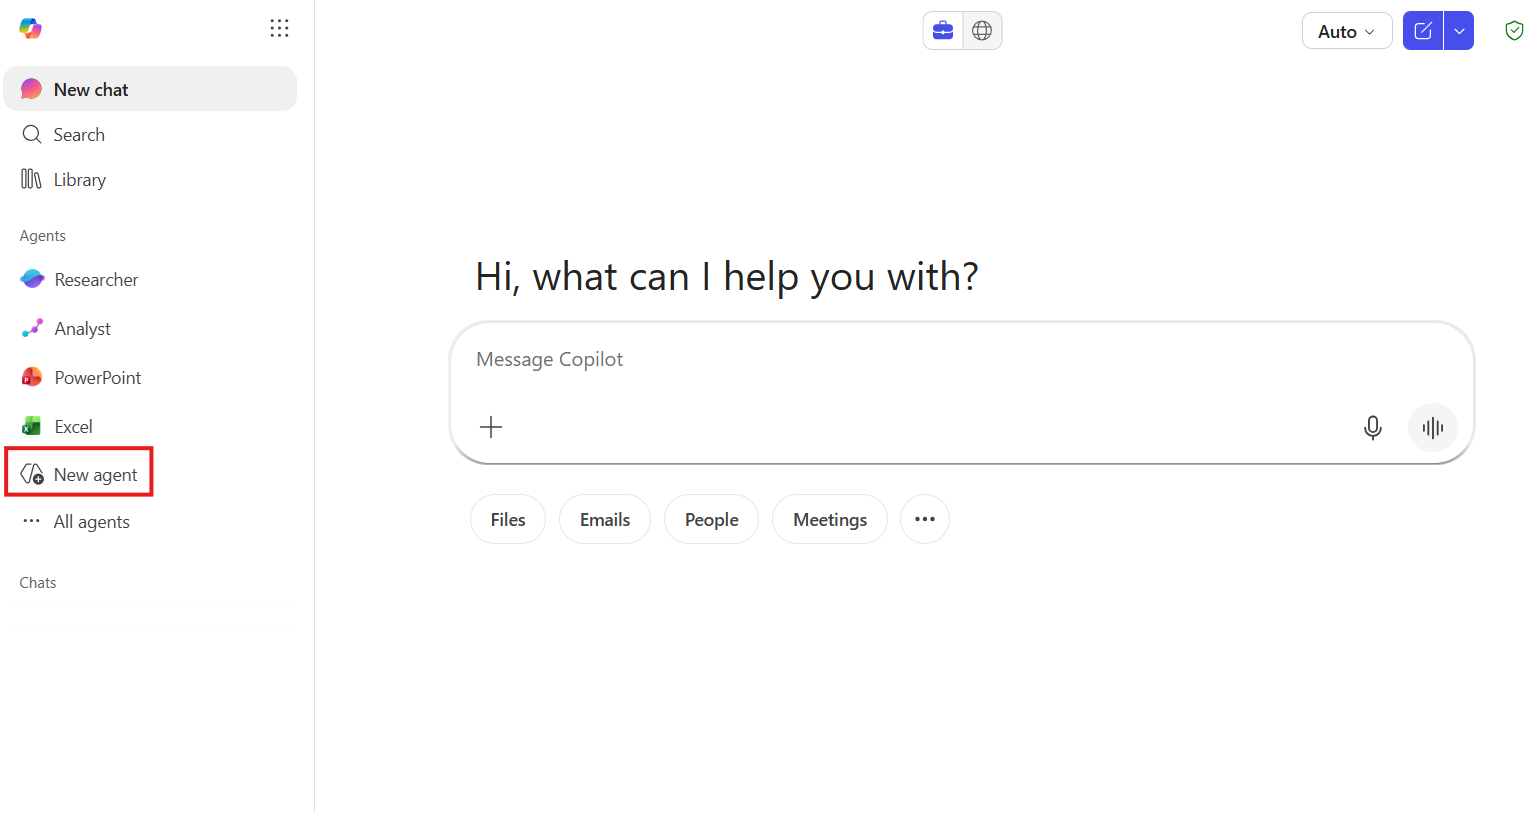 New chat
Search
Library
Agents
Researcher
Analyst
PowerPoint
Excel
New agent
All agents
Chats
Auto
Hi, what can I help you with?
Message Copilot
Files
Emails
People
Meetings